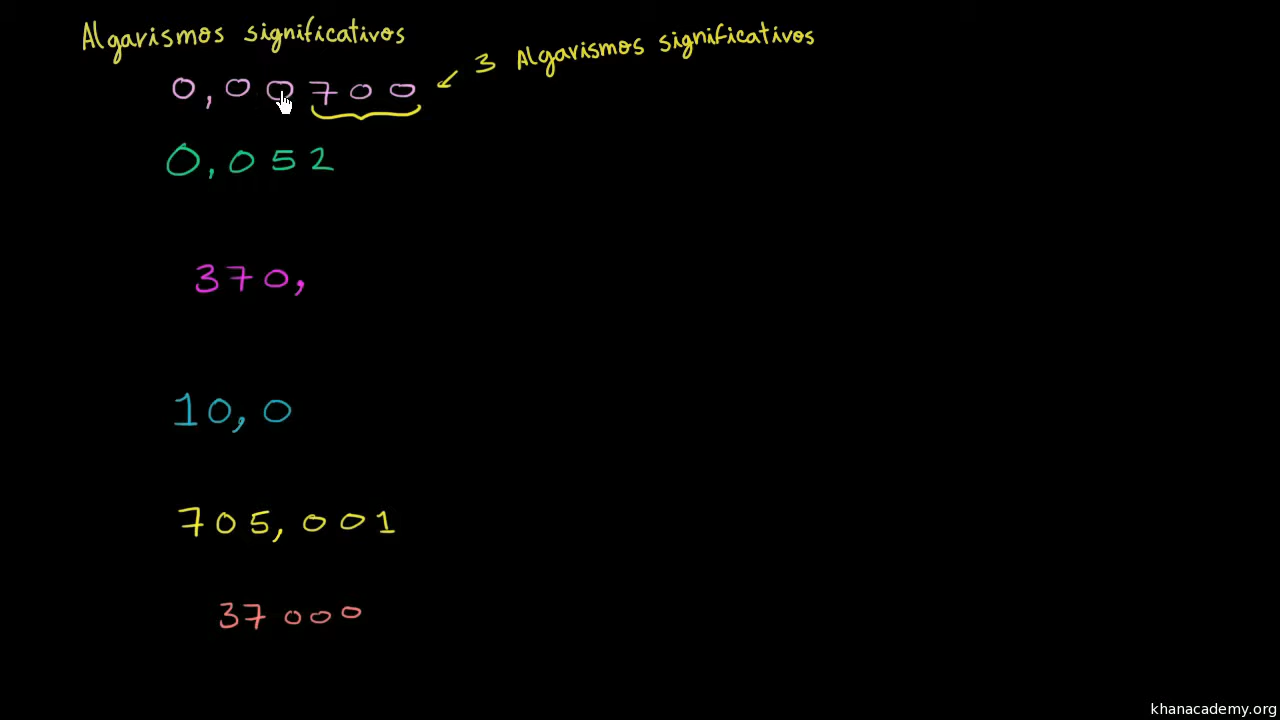 Algarismos significativos
3 Algarismos significativos
0,00700
0,052
370,
10,0
705,001
37000
khanacademy.org